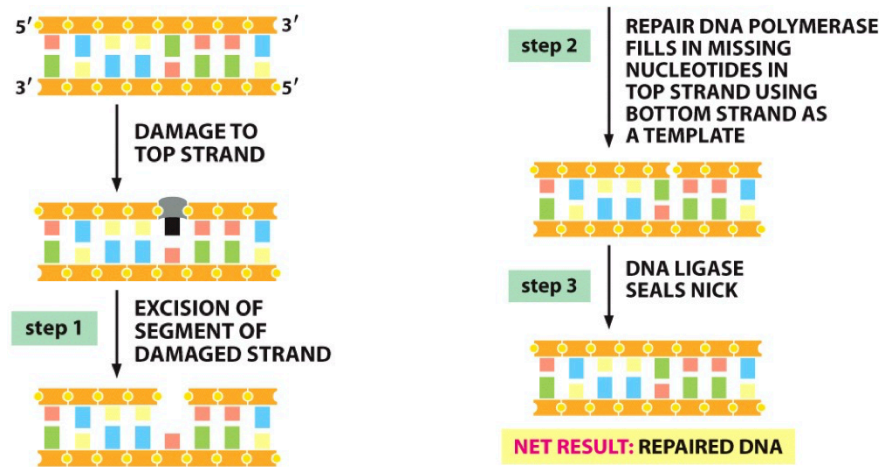 5′ 3′
3′ 5′
DAMAGE TO
TOP STRAND
step 1
EXCISION OF
SEGMENT OF
DAMAGED STRAND
step 2
REPAIR DNA POLYMERASE
FILLS IN MISSING
NUCLEOTIDES IN
TOP STRAND USING
BOTTOM STRAND AS
A TEMPLATE
step 3
DNA LIGASE
SEALS NICK
NET RESULT: REPAIRED DNA